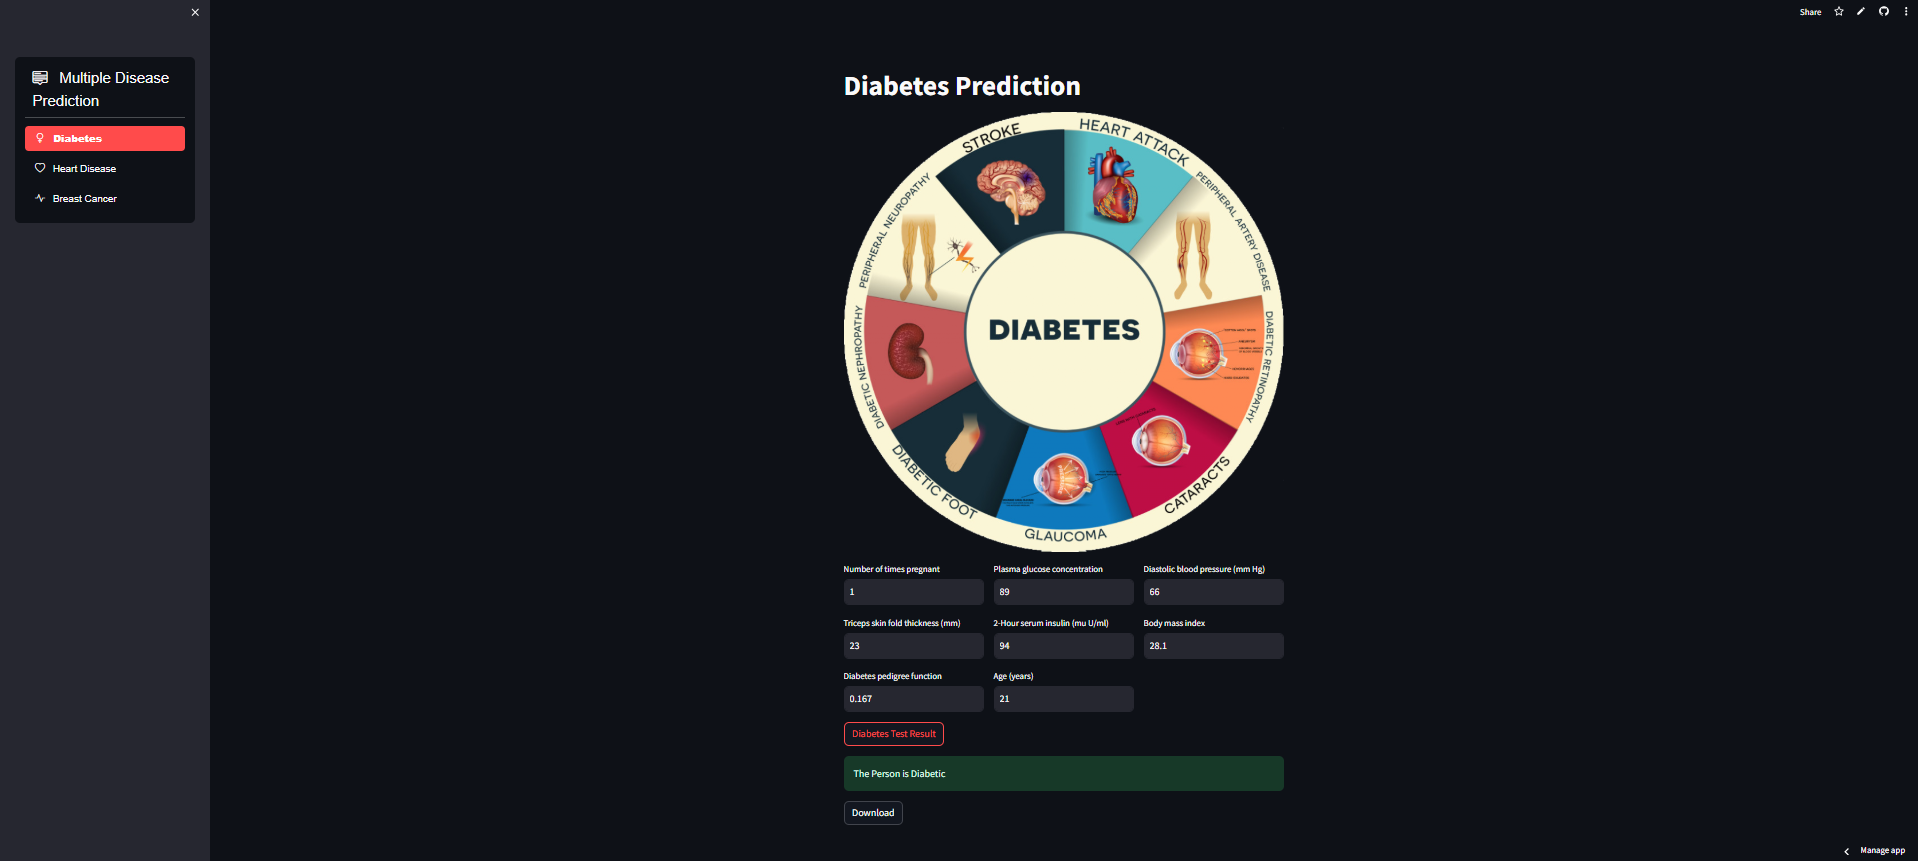 Share
Multiple Disease
Prediction
Diabetes
Heart Disease
Breast Cancer
Diabetes Prediction
STROKE
HEART ATTACK
PERIPHERAL NEUROPATHY
PERIPHERAL ARTERY DISEASE
DIABETIC NEPHROPATHY
DIABETES
DIABETIC RETINOPATHY
DIABETIC FOOT
CATARACTS
GLAUCOMA
Number of times pregnant
Plasma glucose concentration
Diastolic blood pressure (mm Hg)
1
89
66
Triceps skin fold thickness (mm)
2-Hour serum insulin (mu U/ml)
Body mass index
23
94
28.1
Diabetes pedigree function
Age (years)
0.167
21
Diabetes Test Result
The Person is Diabetic
Download
Manage app